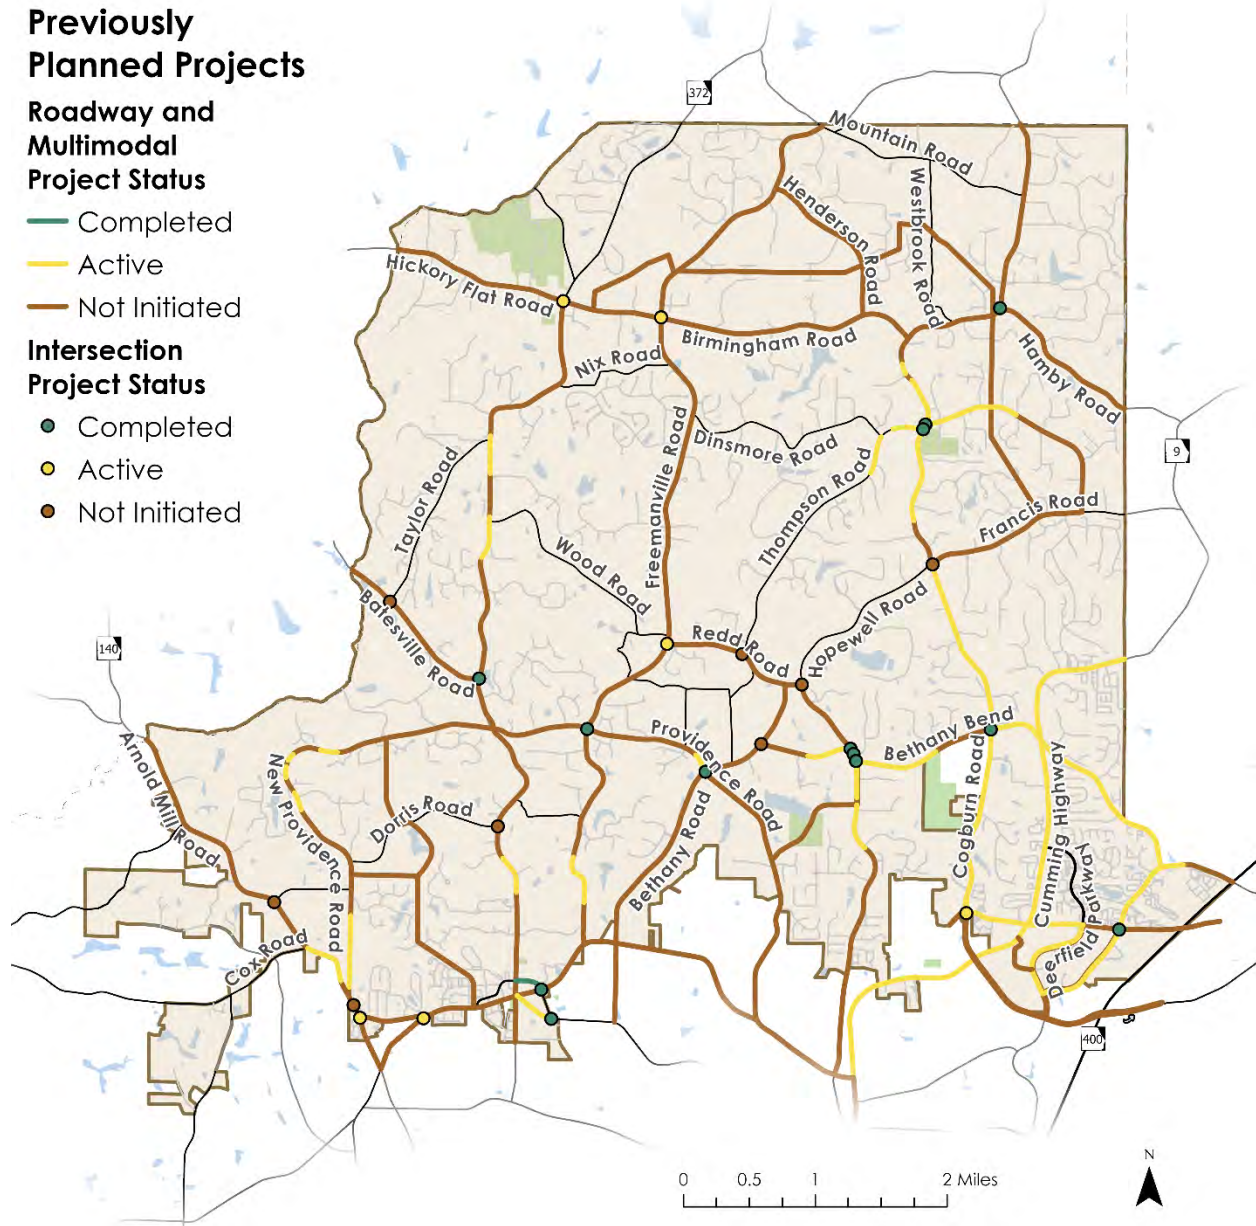 Previously
Planned Projects
Roadway and
Multimodal
Project Status
Completed
Active
Not Initiated
Intersection
Project Status
Completed
Active
Not Initiated
372
Mountain Road
Henderson Road
Westbrook Road
Hickory Flat Road
Birmingham Road
Nix Road
Hamby Road
Freemanville Road
Dinsmore Road
9
Taylor Road
Thompson Road
Francis Road
Wood Road
Batesville Road
Redd Road
Hopewell Road
140
Arnold Mill Road
New Providence Road
Providence Road
Bethany Bend
Dorris Road
Bethany Road
Cogburn Road
Cumming Highway
Deerfield Parkway
Cox Road
400
N
0 0.5 1 2 Miles